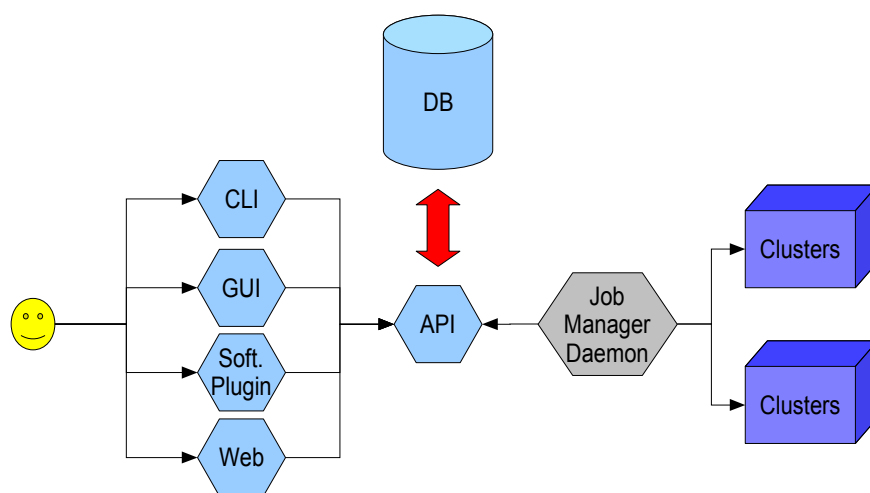 DB
CLI
GUI
Soft.
Plugin
Web
API
Job
Manager
Daemon
Clusters
Clusters